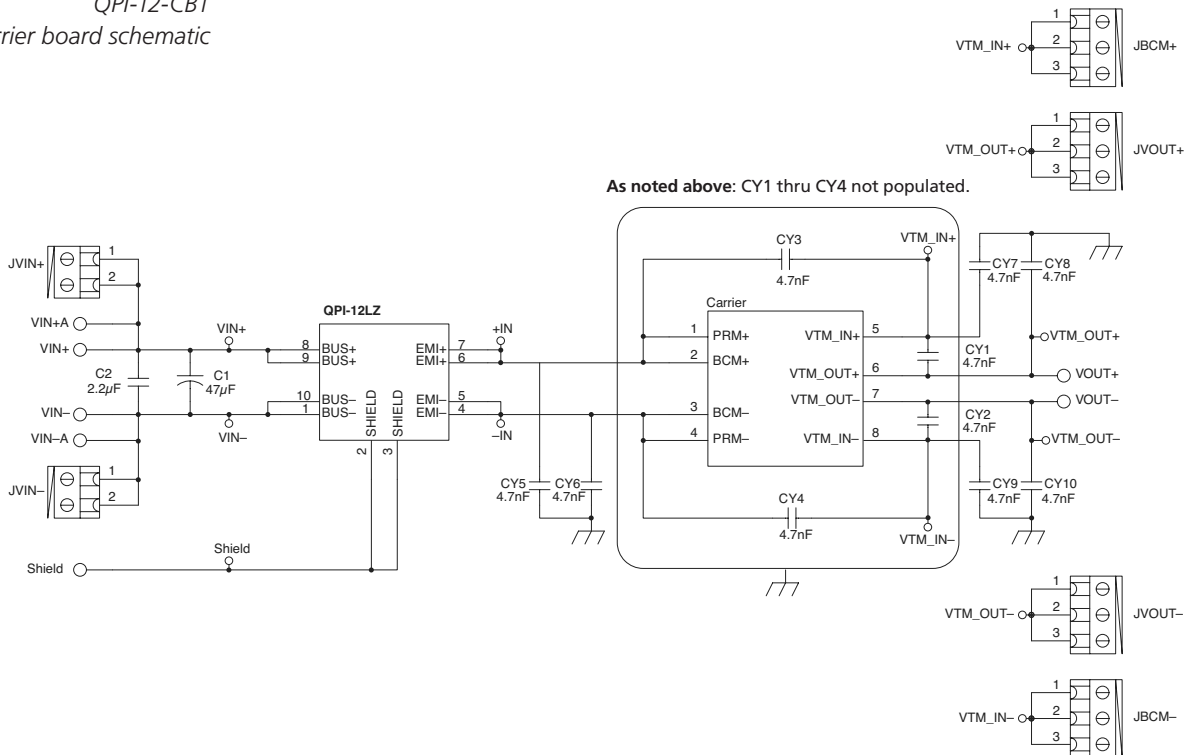 QPI-12-CB1
rier board schematic
1
VTM_IN+ 2 JBCM+
3
1
VTM_OUT+ 2 JVOUT+
3
As noted above: CY1 thru CY4 not populated.
JVIN+
1
2
VIN+A
VIN+
VIN+
C2
2.2µF
C1
47µF
VIN–
VIN–A
VIN–
JVIN–
1
2
Shield
Shield
QPI-12LZ
8 BUS+ EMI+ 7
9 BUS+ EMI+ 6
10 BUS– EMI– 5
1 BUS– EMI– 4
SHIELD
SHIELD
2
3
+IN
–IN
CY5
4.7nF
CY6
4.7nF
CY3
4.7nF
VTM_IN+
Carrier
1 PRM+ VTM_IN+ 5
2 BCM+ VTM_OUT+ 6
3 BCM– VTM_OUT– 7
4 PRM– VTM_IN– 8
CY1
4.7nF
CY2
4.7nF
CY4
4.7nF
VTM_IN–
CY7
4.7nF
CY8
4.7nF
VTM_OUT+
VOUT+
VOUT–
VTM_OUT–
CY9
4.7nF
CY10
4.7nF
1
VTM_OUT– 2 JVOUT–
3
1
VTM_IN– 2 JBCM–
3